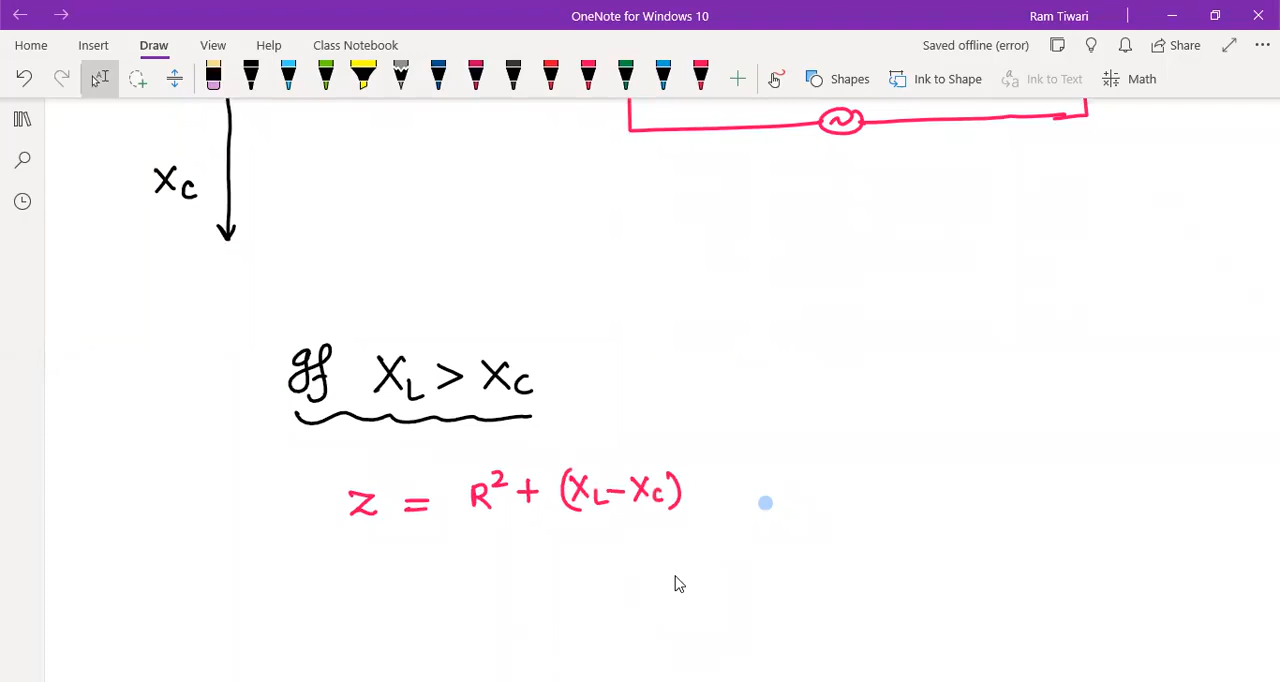 OneNote for Windows 10
Ram Tiwari
Home Insert Draw View Help Class Notebook
Saved offline (error)
Share
Shapes
Ink to Shape
Ink to Text
Math
XC
If XL > XC
Z = R² + (XL-XC)